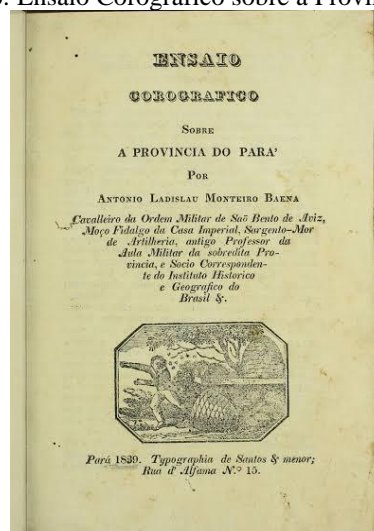 Ensaio Corográfico sobre a Proví
ENSAIO
COROGRAFICO
SOBRE
A PROVINCIA DO PARA'
POR
ANTONIO LADISLAU MONTEIRO BAENA
Cavalleiro da Ordem Militar de Saõ Bento de Aviz,
Moço Fidalgo da Casa Imperial, Sargento-Mor
de Artilheria, antigo Professor da
Aula Militar da sobredita Pro-
vincia, e Socio Corresponden-
te do Instituto Historico
e Geografico do
Brasil &.
Pará 1839. Typographia de Santos & menor;
Rua d' Alfama N.º 15.